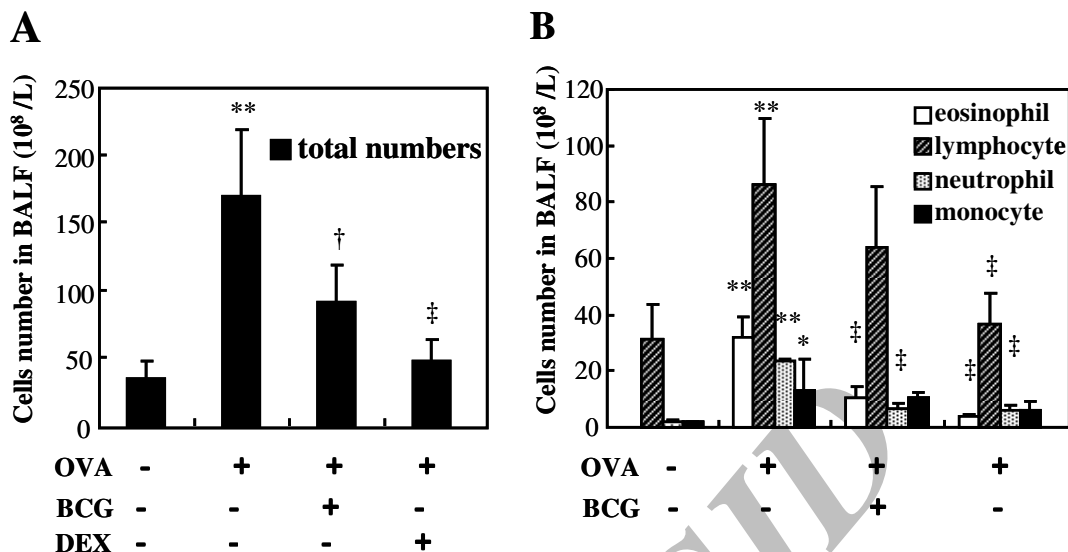 A
B
Cells number in BALF (10⁸ /L)
250
200
150
100
50
0
**
†
‡
total numbers
OVA - + + +
BCG - - + -
DEX - - - +
Cells number in BALF (10⁸ /L)
120
100
80
60
40
20
0
**
**
**
*
‡
‡
‡
‡
‡
eosinophil
lymphocyte
neutrophil
monocyte
OVA - + + +
BCG - - + -